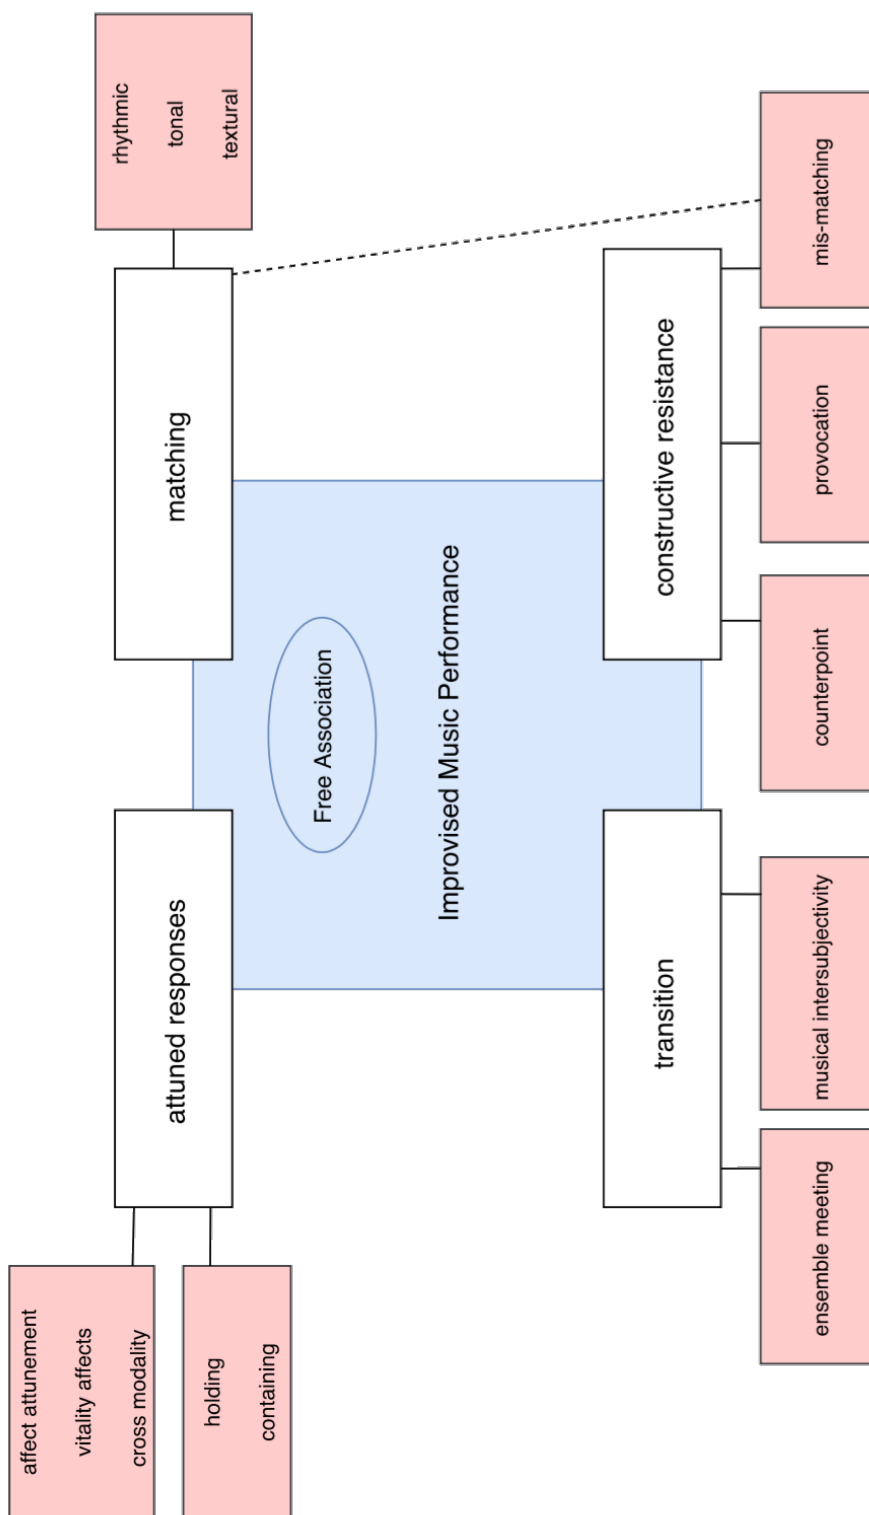 affect attunement
vitality affects
cross modality
holding
containing
attuned responses
matching
rhythmic
tonal
textural
Free Association
Improvised Music Performance
transition
constructive resistance
ensemble meeting
musical intersubjectivity
counterpoint
provocation
mis-matching